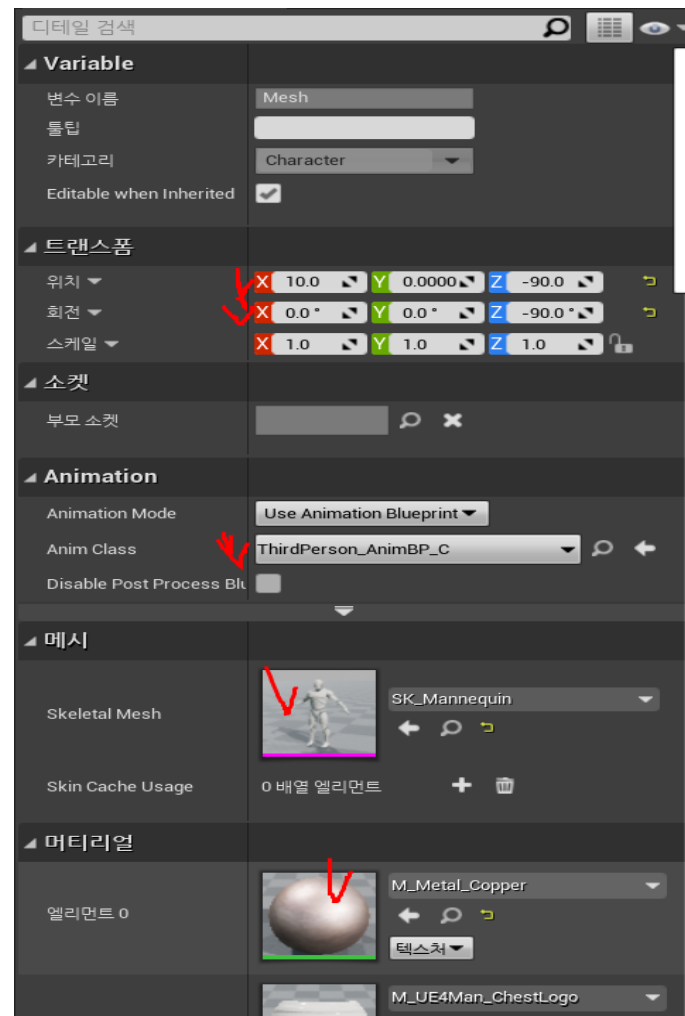 디테일 검색
Variable
변수 이름 Mesh
툴팁
카테고리 Character
Editable when Inherited
트랜스폼
위치 X 10.0 Y 0.0000 Z -90.0
회전 X 0.0° Y 0.0° Z -90.0°
스케일 X 1.0 Y 1.0 Z 1.0
소켓
부모 소켓
Animation
Animation Mode Use Animation Blueprint
Anim Class ThirdPerson_AnimBP_C
Disable Post Process Blu
메시
Skeletal Mesh SK_Mannequin
Skin Cache Usage 0 배열 엘리먼트
머티리얼
엘리먼트 0 M_Metal_Copper
텍스처
M_UE4Man_ChestLogo